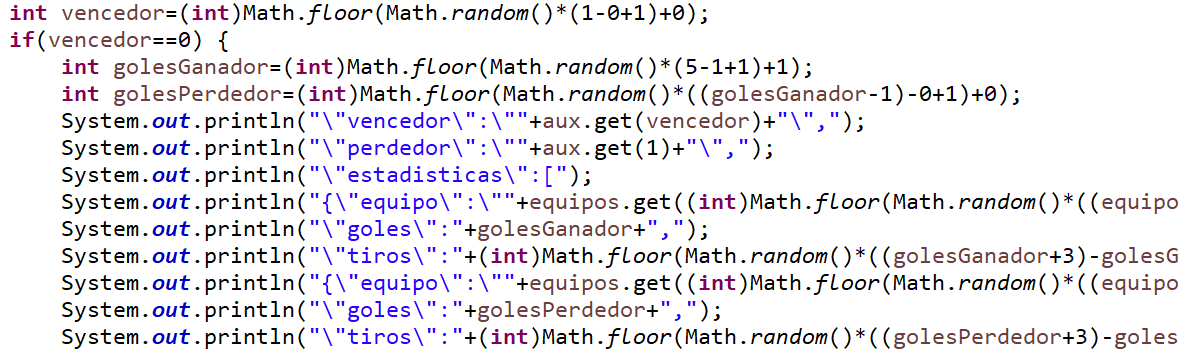 int vencedor=(int)Math.floor(Math.random()*(1-0+1)+0);
if(vencedor==0) {
int golesGanador=(int)Math.floor(Math.random()*(5-1+1)+1);
int golesPerdedor=(int)Math.floor(Math.random()*((golesGanador-1)-0+1)+0);
System.out.println("\"vencedor\":\""+aux.get(vencedor)+"\",");
System.out.println("\"perdedor\":\""+aux.get(1)+"\",");
System.out.println("\"estadisticas\":[");
System.out.println("{\"equipo\":\""+equipos.get((int)Math.floor(Math.random()*((equipo
System.out.println("\"goles\":"+golesGanador+",");
System.out.println("\"tiros\":"+(int)Math.floor(Math.random()*((golesGanador+3)-golesG
System.out.println("{\"equipo\":\""+equipos.get((int)Math.floor(Math.random()*((equipo
System.out.println("\"goles\":"+golesPerdedor+",");
System.out.println("\"tiros\":"+(int)Math.floor(Math.random()*((golesPerdedor+3)-goles